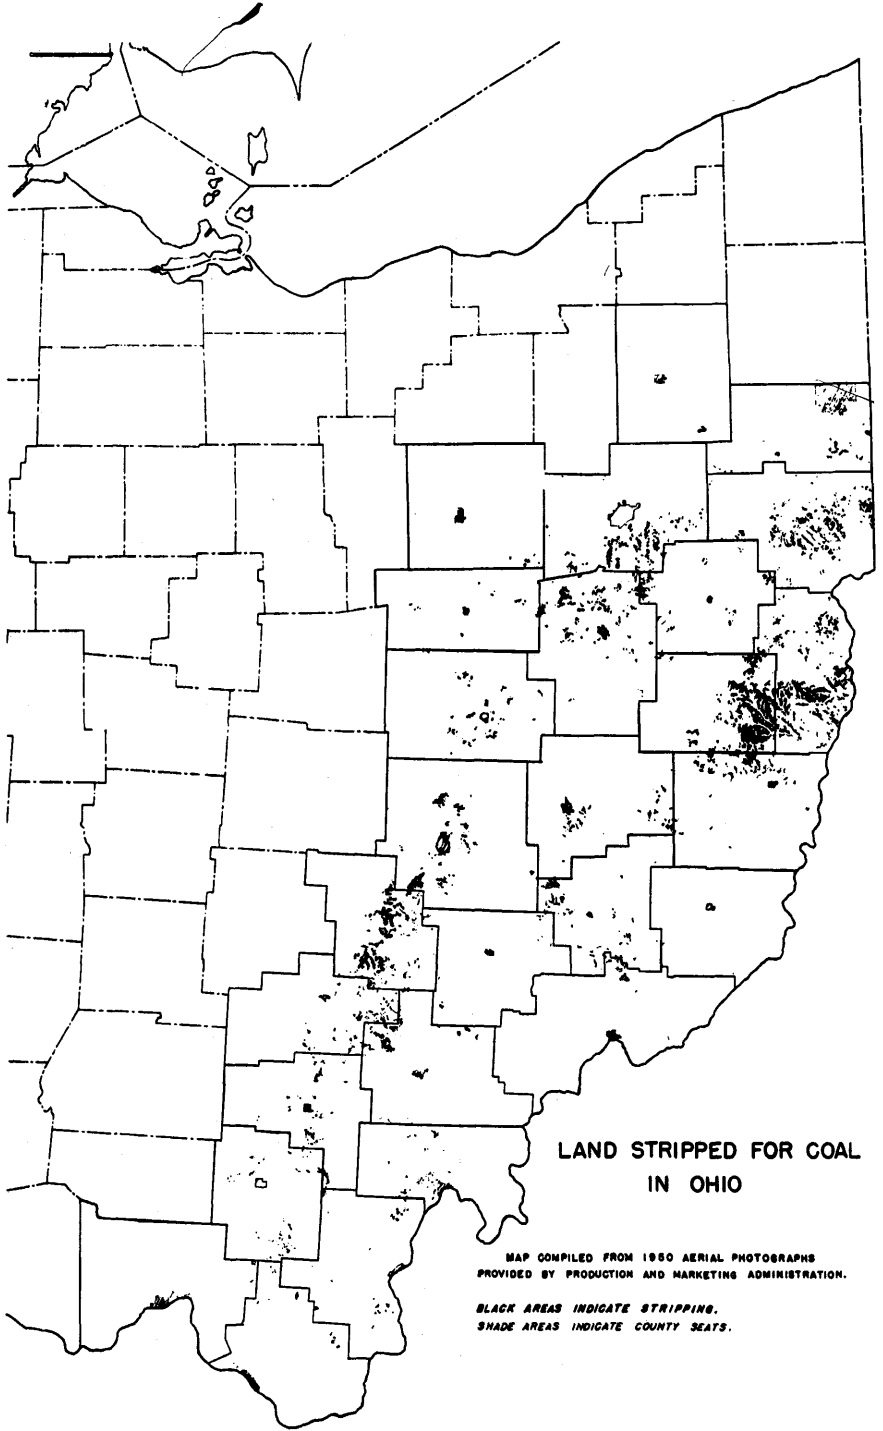 LAND STRIPPED FOR COAL
IN OHIO
MAP COMPILED FROM 1950 AERIAL PHOTOGRAPHS
PROVIDED BY PRODUCTION AND MARKETING ADMINISTRATION.
BLACK AREAS INDICATE STRIPPING.
SHADE AREAS INDICATE COUNTY SEATS.